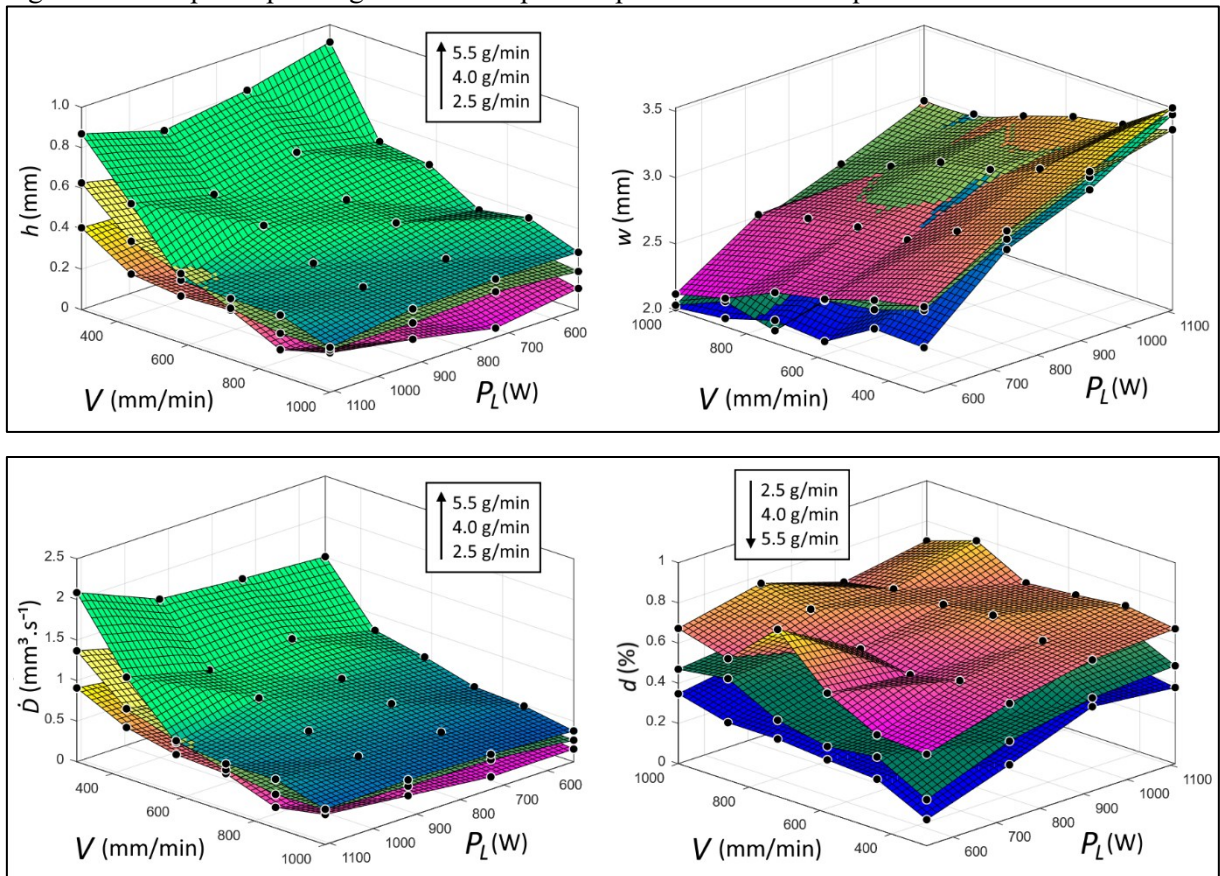 5.5 g/min
4.0 g/min
2.5 g/min
h (mm)
1.0
0.8
0.6
0.4
0.2
0
400
600
800
1000
V (mm/min)
1100
1000
900
800
700
600
P_L (W)
w (mm)
3.5
3.0
2.5
2.0
1000
800
600
400
V (mm/min)
600
700
800
900
1000
1100
P_L (W)
5.5 g/min
4.0 g/min
2.5 g/min
Ḋ (mm³.s⁻¹)
2.5
2
1.5
1
0.5
0
400
600
800
1000
V (mm/min)
1100
1000
900
800
700
600
P_L (W)
2.5 g/min
4.0 g/min
5.5 g/min
d (%)
1
0.8
0.6
0.4
0.2
0
1000
800
600
400
V (mm/min)
600
700
800
900
1000
1100
P_L (W)